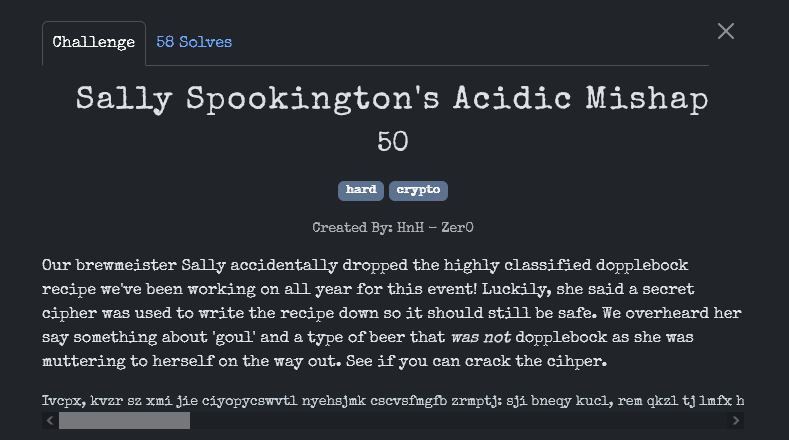 Challenge
58 Solves
Sally Spookington's Acidic Mishap
50
hard crypto
Created By: HnH - Zer0
Our brewmeister Sally accidentally dropped the highly classified dopplebock
recipe we've been working on all year for this event! Luckily, she said a secret
cipher was used to write the recipe down so it should still be safe. We overheard her
say something about 'goul' and a type of beer that was not dopplebock as she was
muttering to herself on the way out. See if you can crack the cihper.
Ivcpx, kvzr sz xmi jie ciyopycswvtl nyehsjmk cscvsfmgfb zrmptj: sji bneqy kucl, rem qkzl tj lmfx h